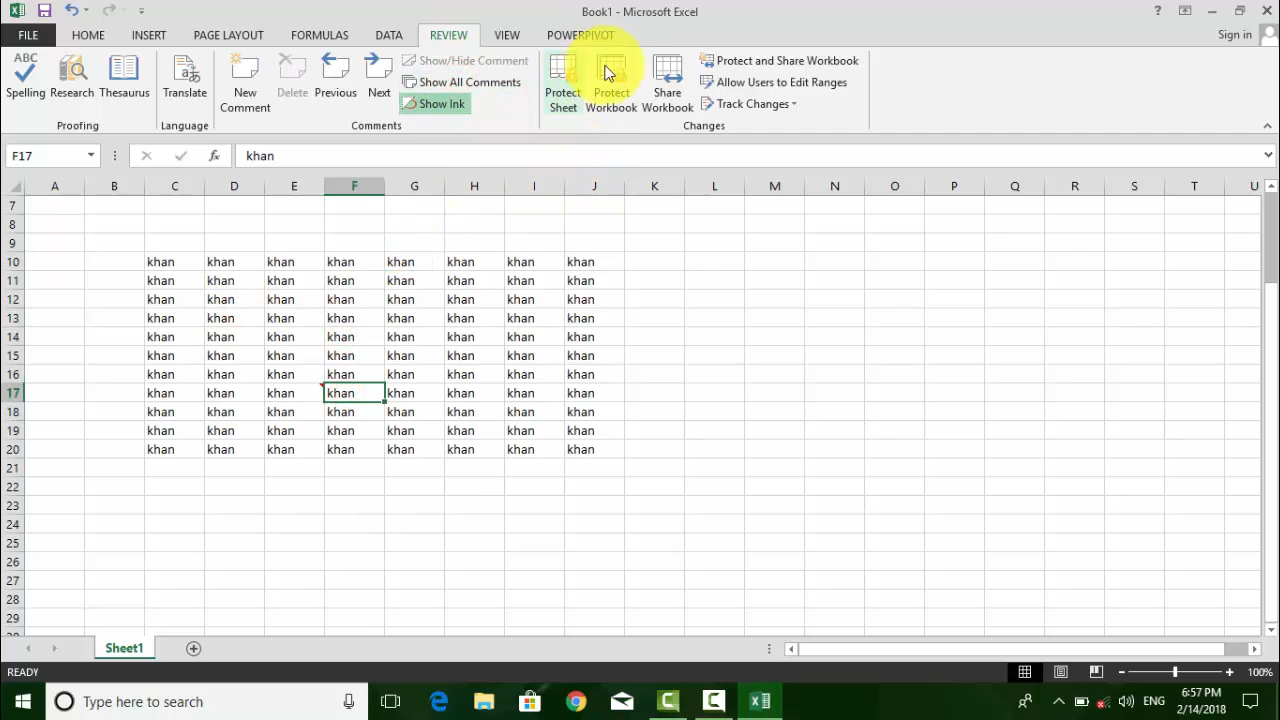 Book1 - Microsoft Excel
?
FILE HOME INSERT PAGE LAYOUT FORMULAS DATA REVIEW VIEW POWERPIVOT Sign in
ABC
Spelling Research Thesaurus
Translate
New Comment
Delete
Previous
Next
Show/Hide Comment
Show All Comments
Show Ink
Protect Sheet
Protect Workbook
Share Workbook
Protect and Share Workbook
Allow Users to Edit Ranges
Track Changes
Proofing Language Comments Changes
F17 fx khan
A B C D E F G H I J K L M N O P Q R S T U
7
8
9
10 khan khan khan khan khan khan khan khan
11 khan khan khan khan khan khan khan khan
12 khan khan khan khan khan khan khan khan
13 khan khan khan khan khan khan khan khan
14 khan khan khan khan khan khan khan khan
15 khan khan khan khan khan khan khan khan
16 khan khan khan khan khan khan khan khan
17 khan khan khan khan khan khan khan khan
18 khan khan khan khan khan khan khan khan
19 khan khan khan khan khan khan khan khan
20 khan khan khan khan khan khan khan khan
21
22
23
24
25
26
27
28
29
Sheet1
READY 100%
Type here to search
ENG
6:57 PM
2/14/2018